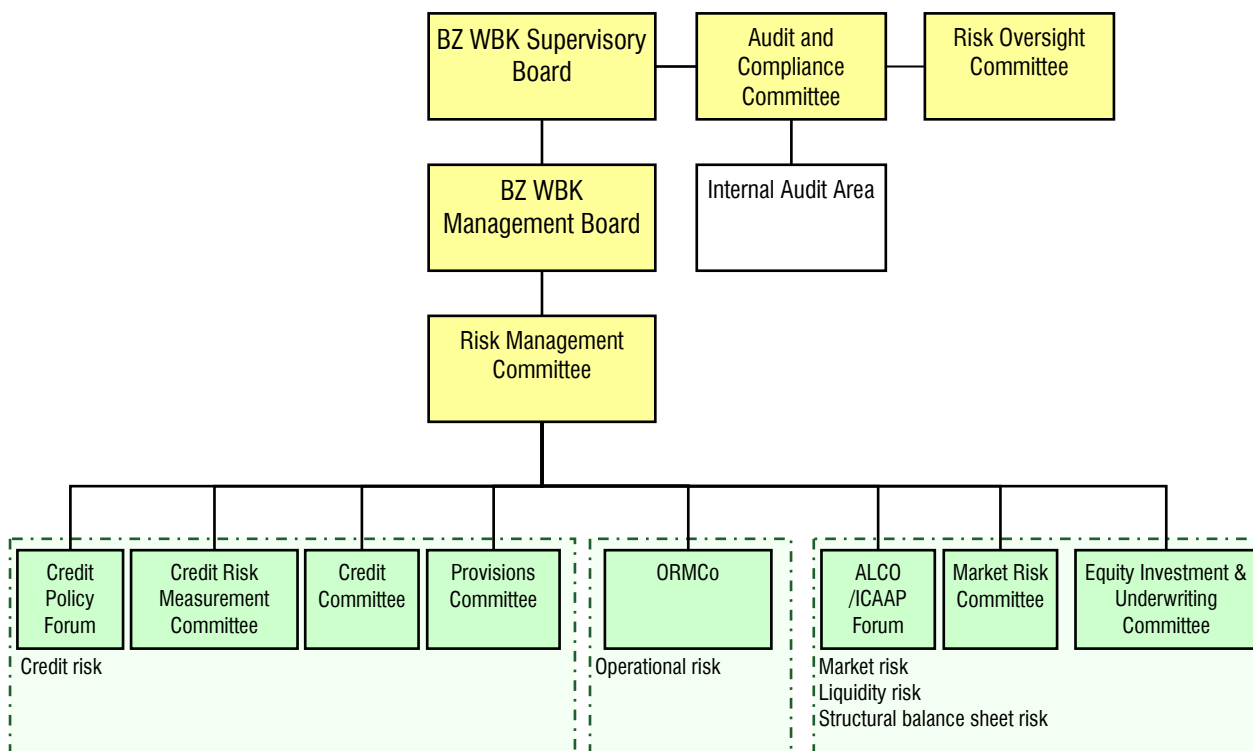 BZ WBK Supervisory
Board
Audit and
Compliance
Committee
Risk Oversight
Committee
BZ WBK
Management Board
Internal Audit Area
Risk Management
Committee
Credit
Policy
Forum
Credit Risk
Measurement
Committee
Credit
Committee
Provisions
Committee
ORMCo
ALCO
/ICAAP
Forum
Market Risk
Committee
Equity Investment &
Underwriting
Committee
Credit risk
Operational risk
Market risk
Liquidity risk
Structural balance sheet risk